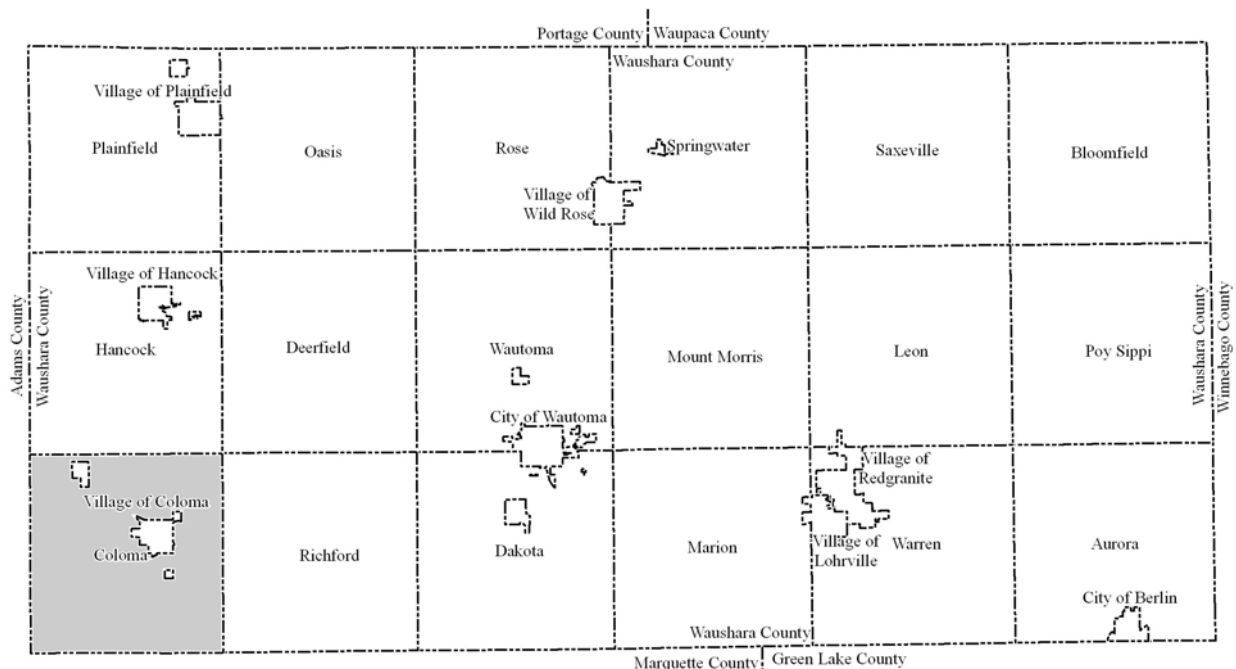 Portage County Waupaca County
Waushara County
Village of Plainfield
Plainfield
Oasis
Rose
Springwater
Saxeville
Bloomfield
Village of
Wild Rose
Adams County
Waushara County
Village of Hancock
Hancock
Deerfield
Wautoma
Mount Morris
Leon
Poy Sippi
Waushara County
Winnebago County
City of Wautoma
Village of Coloma
Coloma
Richford
Dakota
Marion
Village of
Redgranite
Village of
Lohrville
Warren
Aurora
City of Berlin
Waushara County
Marquette County Green Lake County